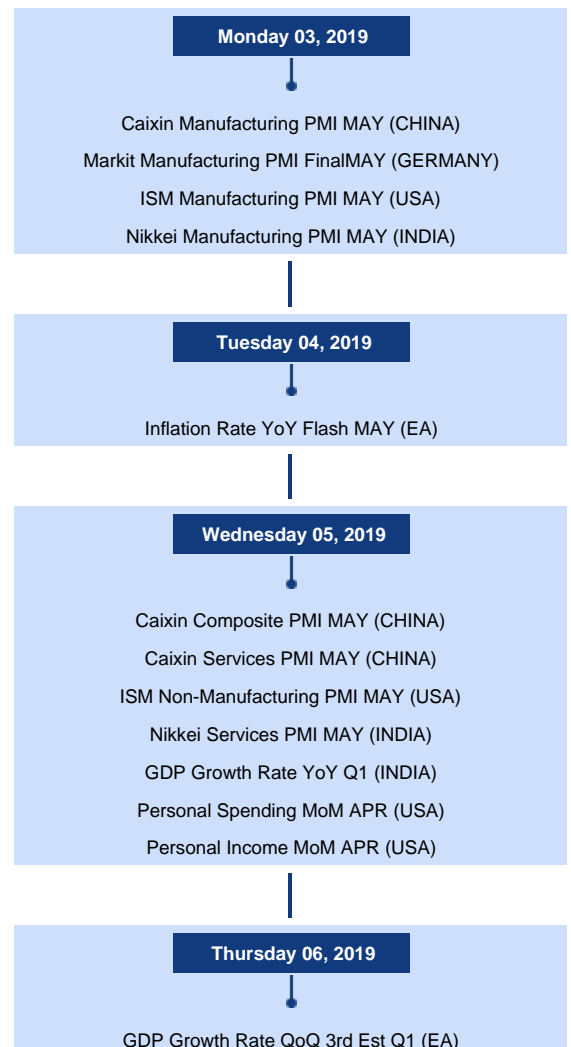 Monday 03, 2019
Caixin Manufacturing PMI MAY (CHINA)
Markit Manufacturing PMI FinalMAY (GERMANY)
ISM Manufacturing PMI MAY (USA)
Nikkei Manufacturing PMI MAY (INDIA)
Tuesday 04, 2019
Inflation Rate YoY Flash MAY (EA)
Wednesday 05, 2019
Caixin Composite PMI MAY (CHINA)
Caixin Services PMI MAY (CHINA)
ISM Non-Manufacturing PMI MAY (USA)
Nikkei Services PMI MAY (INDIA)
GDP Growth Rate YoY Q1 (INDIA)
Personal Spending MoM APR (USA)
Personal Income MoM APR (USA)
Thursday 06, 2019
GDP Growth Rate QoQ 3rd Est Q1 (EA)